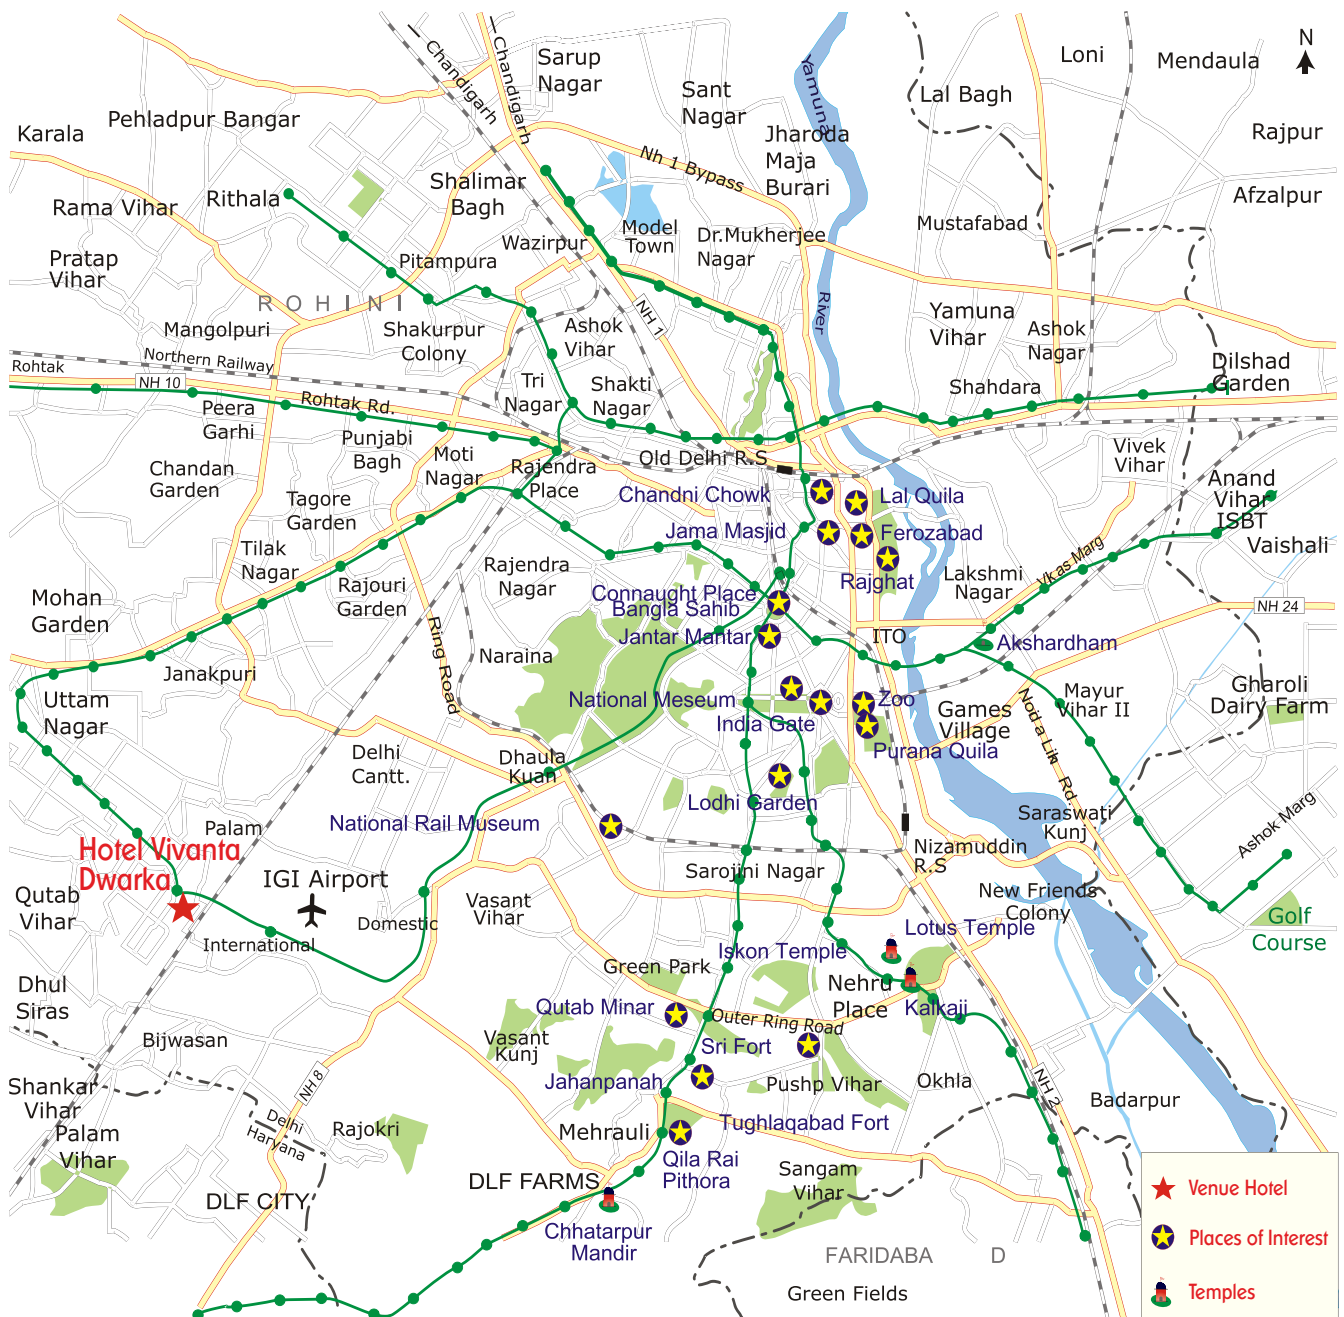 N
Chandigarh
Chandigarh
Sarup
Nagar
Loni
Mendaula
Yamuna
Sant
Nagar
Lal Bagh
Karala
Pehladpur Bangar
Jharoda
Maja
Burari
Rajpur
Nh 1 Bypass
Rithala
Shalimar
Bagh
Afzalpur
Rama Vihar
Mustafabad
Model
Town
Dr.Mukherjee
Nagar
Wazirpur
Pratap
Vihar
Pitampura
ROHINI
River
NH 1
Yamuna
Vihar
Ashok
Nagar
Mangolpuri
Shakurpur
Colony
Ashok
Vihar
Northern Railway
Rohtak
NH 10
Dilshad
Garden
Tri
Nagar
Shakti
Nagar
Shahdara
Peera
Garhi
Rohtak Rd.
Punjabi
Bagh
Moti
Nagar
Rajendra
Place
Old Delhi R.S
Vivek
Vihar
Chandan
Garden
Tagore
Garden
Chandni Chowk
Lal Quila
Anand
Vihar
ISBT
Jama Masjid
Ferozabad
Vaishali
Tilak
Nagar
Rajouri
Garden
Rajendra
Nagar
Rajghat
Lakshmi
Nagar
Vkas Marg
Connaught Place
Bangla Sahib
Mohan
Garden
NH 24
Ring Road
Jantar Mantar
ITO
Akshardham
Naraina
Janakpuri
Uttam
Nagar
National Meseum
India Gate
Zoo
Games
Village
Purana Quila
Noida Lik Rd.
Mayur
Vihar II
Gharoli
Dairy Farm
Delhi
Cantt.
Dhaula
Kuan
Lodhi Garden
Saraswati
Kunj
Ashok Marg
National Rail Museum
Palam
Hotel Vivanta
Dwarka
Nizamuddin
R.S
Sarojini Nagar
IGI Airport
Qutab
Vihar
Domestic
Vasant
Vihar
New Friends
Colony
Golf
Course
International
Lotus Temple
Iskon Temple
Green Park
Nehru
Place
Kalkaji
Dhul
Siras
Qutab Minar
Outer Ring Road
Bijwasan
Vasant
Kunj
Sri Fort
Jahanpanah
Pushp Vihar
Okhla
NH 2
NH 8
Shankar
Vihar
Badarpur
Delhi
Haryana
Rajokri
Tughlaqabad Fort
Palam
Vihar
Mehrauli
Qila Rai
Pithora
Sangam
Vihar
DLF CITY
DLF FARMS
Chhatarpur
Mandir
FARIDABA D
Green Fields
Venue Hotel
Places of Interest
Temples